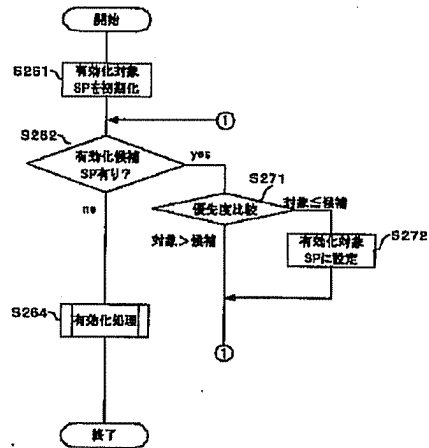 開始
S261
有効化対象
SPを初期化
①
S262
有効化候補
SP有り?
yes
no
S271
優先度比較
対象≦候補
対象>候補
有効化対象
SPに設定
S272
①
S264
有効化処理
終了